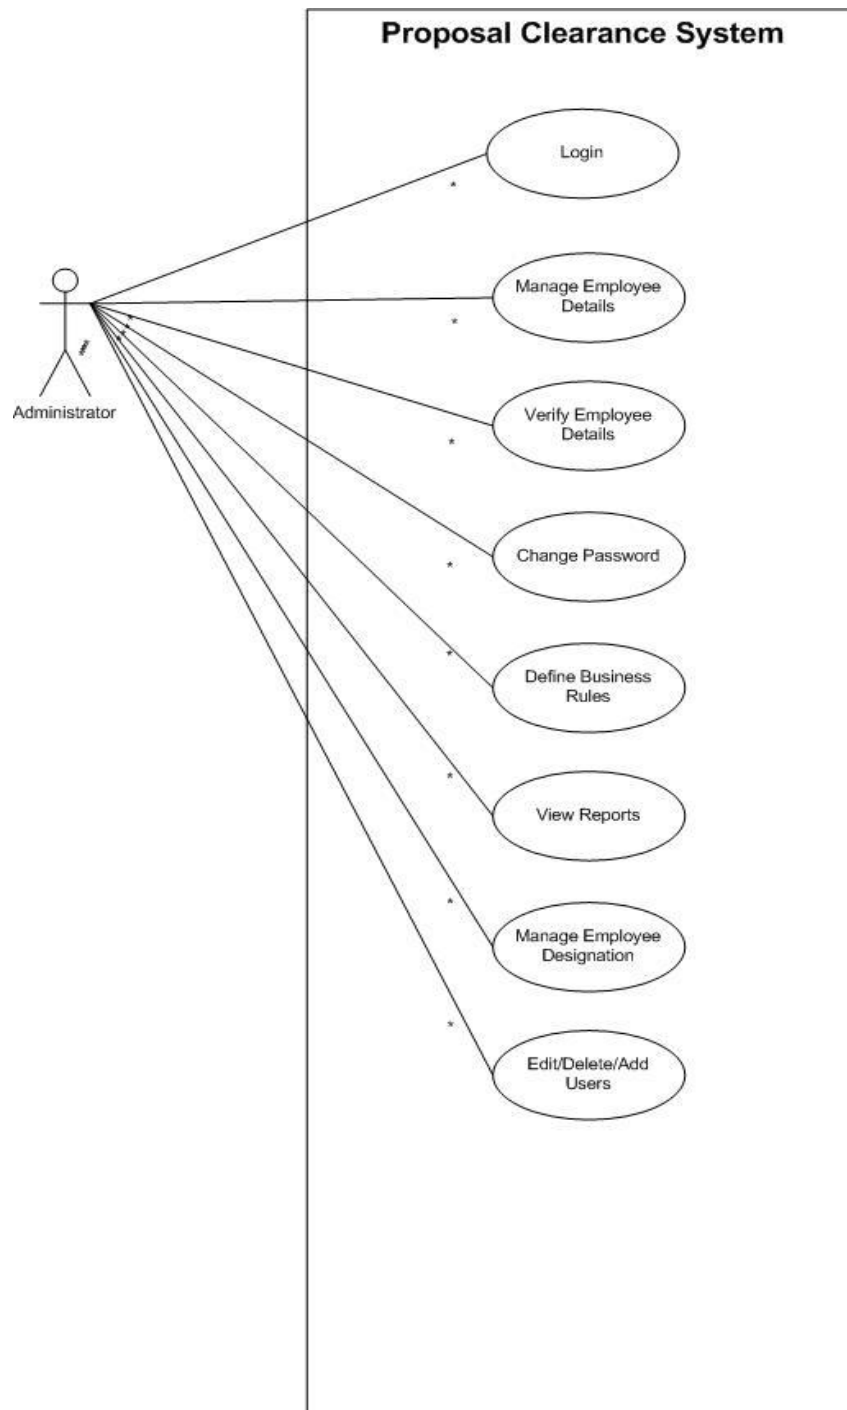 Proposal Clearance System
Login
*
Manage Employee
Details
*
Administrator
Verify Employee
Details
*
Change Password
*
Define Business
Rules
*
View Reports
*
Manage Employee
Designation
*
Edit/Delete/Add
Users
*